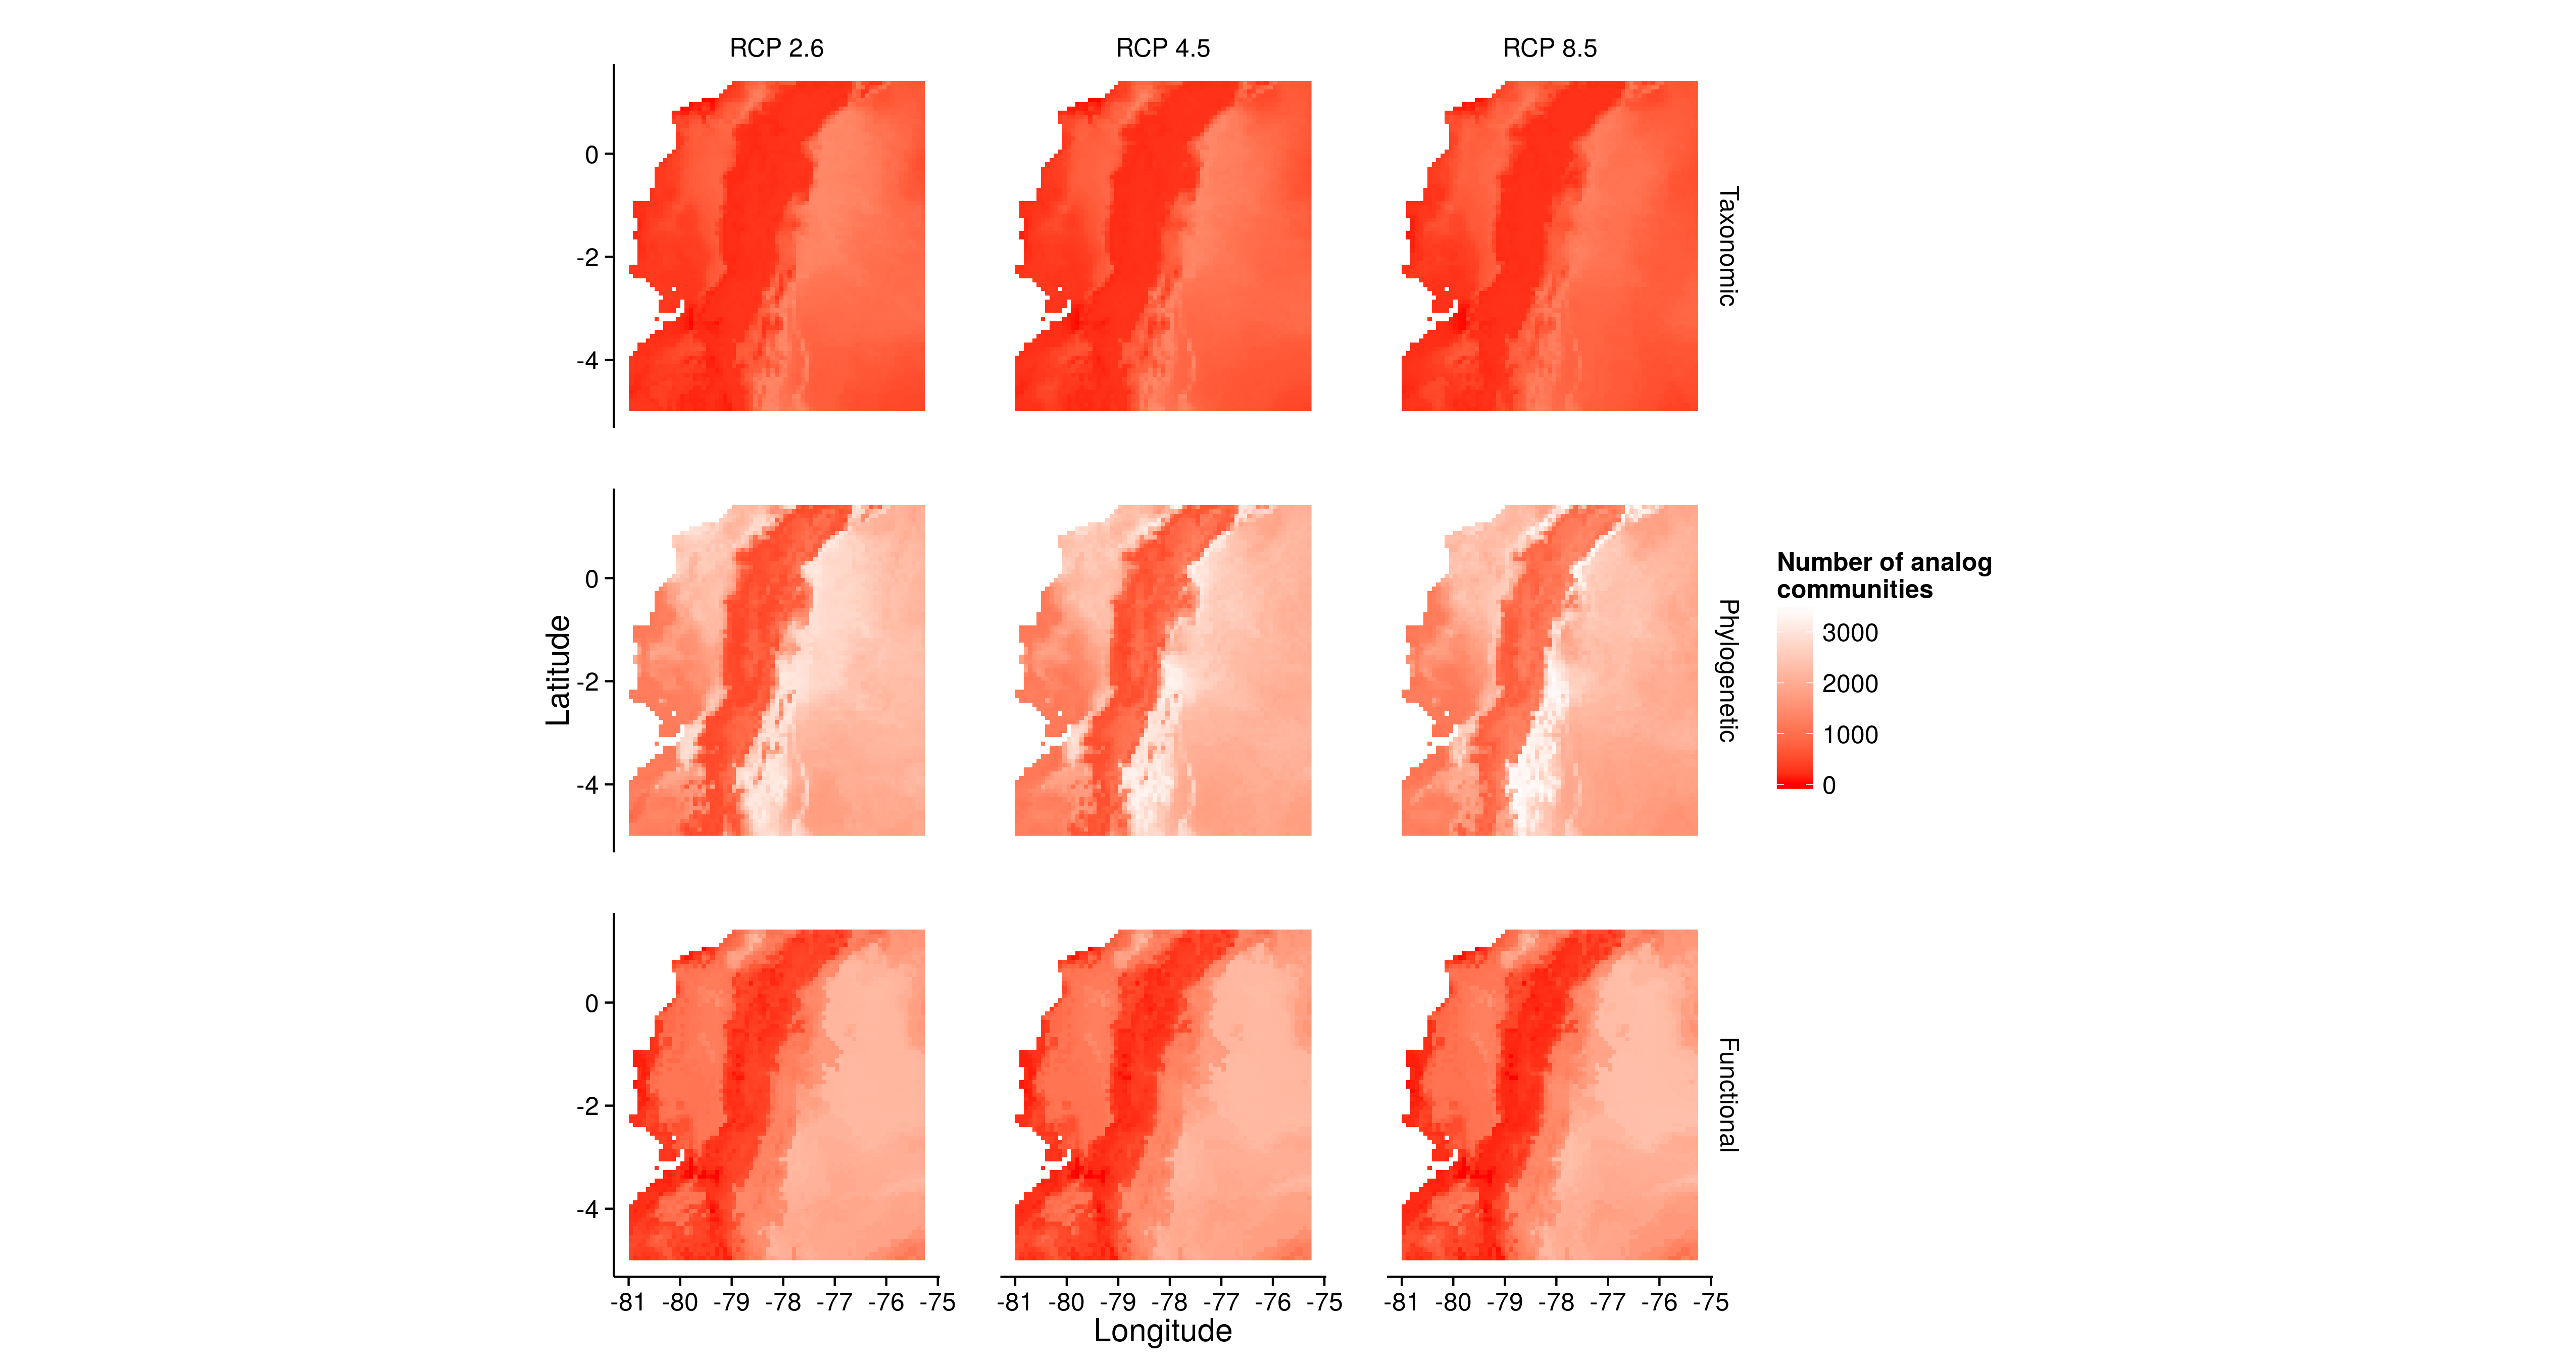 RCP 2.6
RCP 4.5
RCP 8.5
0
-2
-4
Taxonomic
Latitude
0
-2
-4
Phylogenetic
Number of analog
communities
3000
2000
1000
0
0
-2
-4
Functional
-81 -80 -79 -78 -77 -76 -75
-81 -80 -79 -78 -77 -76 -75
-81 -80 -79 -78 -77 -76 -75
Longitude